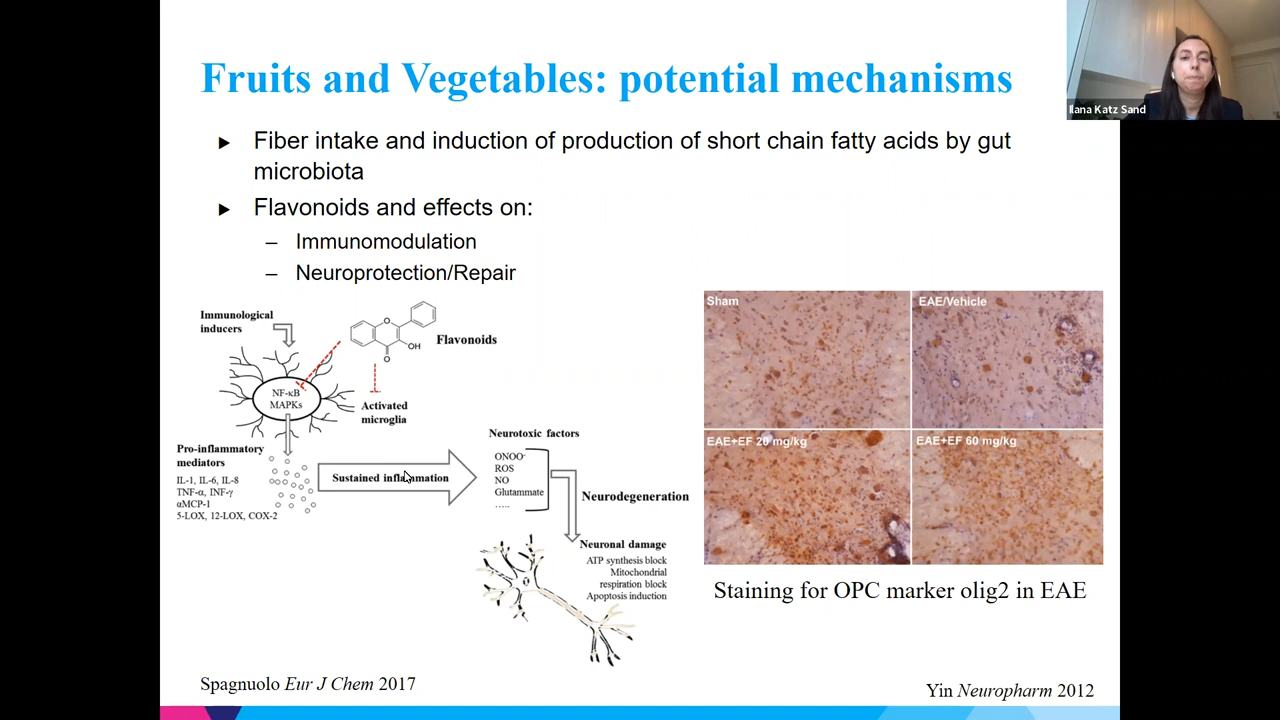 Fruits and Vegetables: potential mechanisms
Ilana Katz Sand
▶ Fiber intake and induction of production of short chain fatty acids by gut
microbiota
▶ Flavonoids and effects on:
– Immunomodulation
– Neuroprotection/Repair
Immunological
inducers
O
OH
O
Flavonoids
NF-κB
MAPKs
Activated
microglia
Pro-inflammatory
mediators
IL-1, IL-6, IL-8
TNF-α, INF-γ
αMCP-1
5-LOX, 12-LOX, COX-2
Sustained inflammation
Neurotoxic factors
ONOO-
ROS
NO
Glutammate
.....
Neurodegeneration
Neuronal damage
ATP synthesis block
Mitochondrial
respiration block
Apoptosis induction
Sham
EAE/Vehicle
EAE+EF 20 mg/kg
EAE+EF 60 mg/kg
Staining for OPC marker olig2 in EAE
Spagnuolo Eur J Chem 2017
Yin Neuropharm 2012